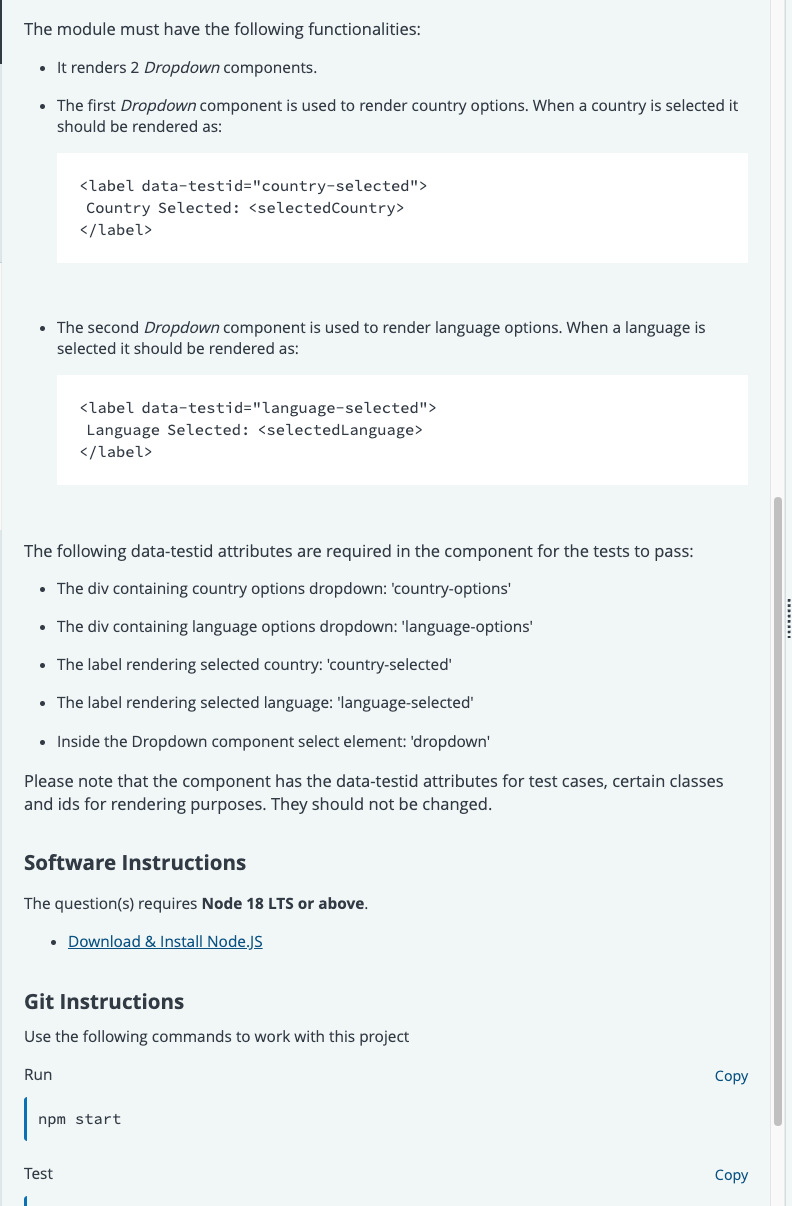 The module must have the following functionalities:
It renders 2 Dropdown components.
The first Dropdown component is used to render country options. When a country is selected it
should be rendered as:
<label data-testid="country-selected">
Country Selected: <selectedCountry>
</label>
The second Dropdown component is used to render language options. When a language is
selected it should be rendered as:
<label data-testid="language-selected">
Language Selected: <selectedLanguage>
</label>
The following data-testid attributes are required in the component for the tests to pass:
The div containing country options dropdown: 'country-options'
The div containing language options dropdown: 'language-options'
The label rendering selected country: 'country-selected'
The label rendering selected language: 'language-selected'
Inside the Dropdown component select element: 'dropdown'
Please note that the component has the data-testid attributes for test cases, certain classes
and ids for rendering purposes. They should not be changed.
Software Instructions
The question(s) requires Node 18 LTS or above.
Download & Install Node.JS
Git Instructions
Use the following commands to work with this project
Run
Copy
npm start
Test
Copy